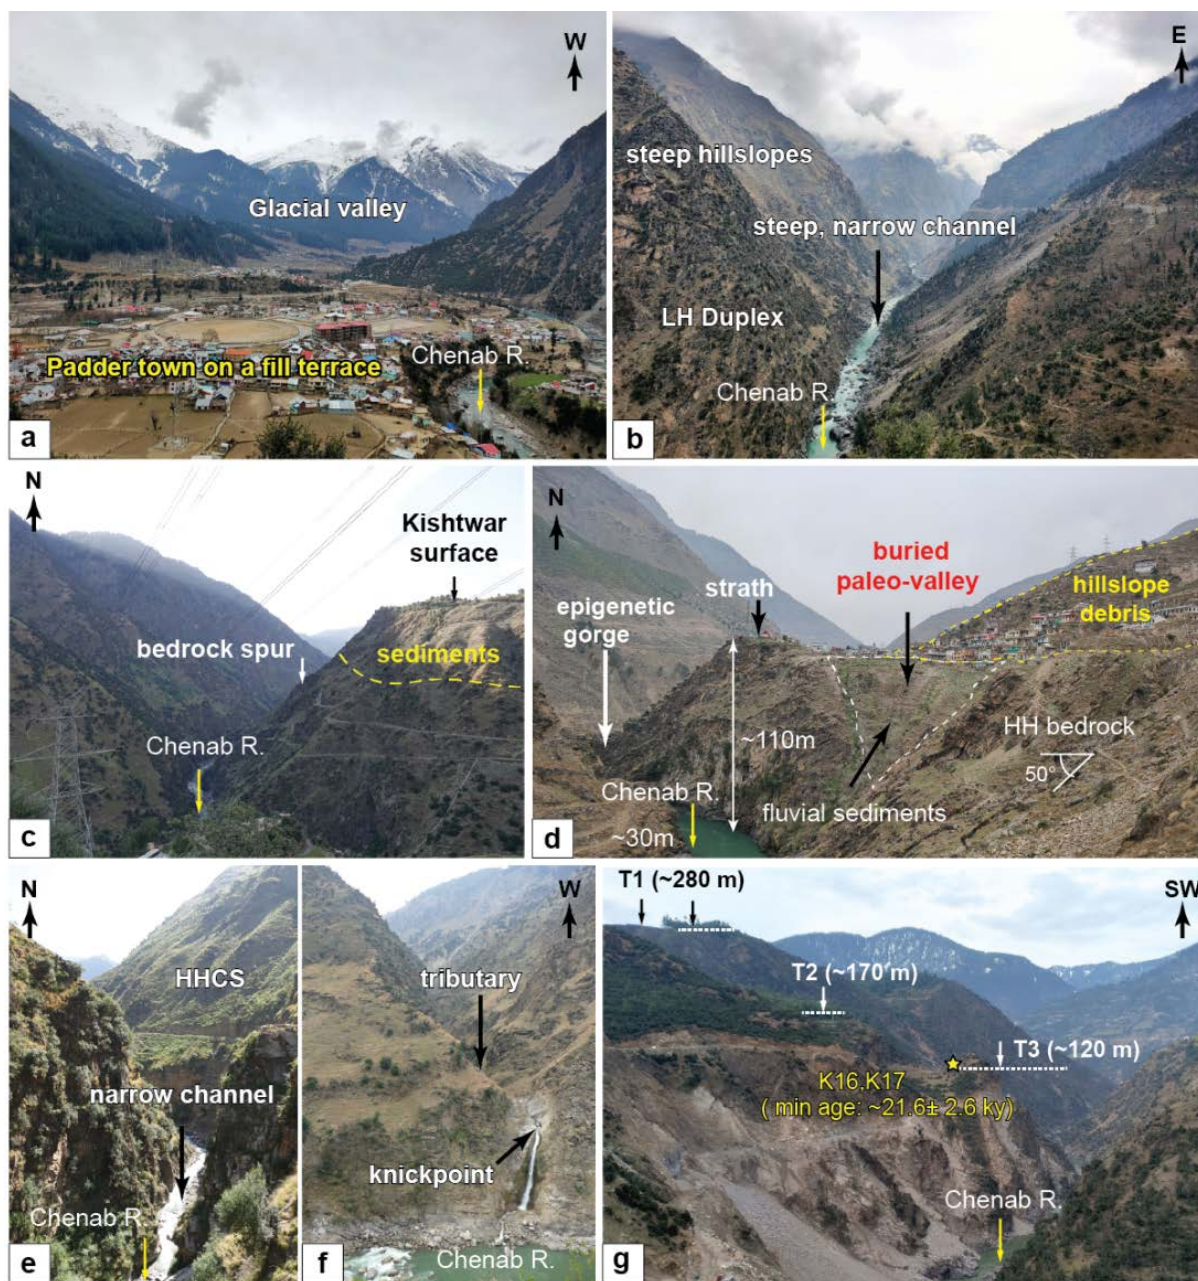 W
Glacial valley
Chenab R.
Padder town on a fill terrace
a
E
steep hillslopes
steep, narrow channel
LH Duplex
Chenab R.
b
N
Kishtwar
surface
bedrock spur
sediments
Chenab R.
c
N
buried
paleo-valley
strath
hillslope
debris
epigenetic
gorge
HH bedrock
~110m
50°
Chenab R.
fluvial sediments
~30m
d
N
HHCS
narrow channel
Chenab R.
e
W
tributary
knickpoint
Chenab R.
f
T1 (~280 m)
SW
T2 (~170 m)
T3 (~120 m)
K16,K17
( min age: ~21.6± 2.6 ky)
Chenab R.
g